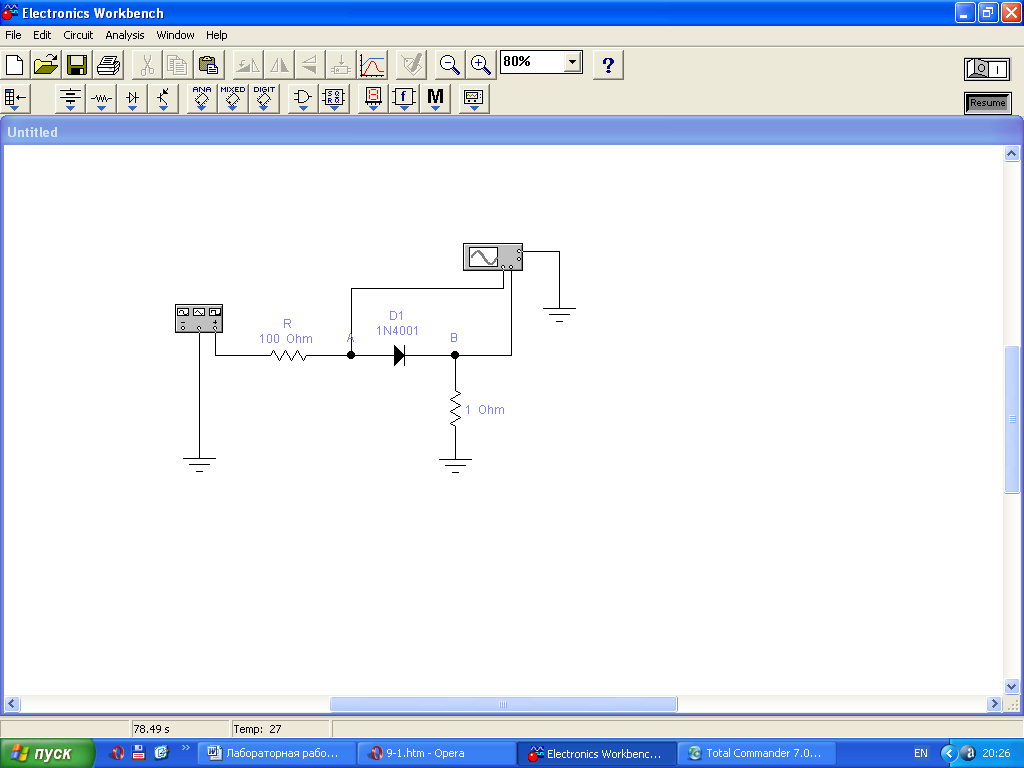 Electronics Workbench
File Edit Circuit Analysis Window Help
80%
?
ANA MIXED DIGIT
f M
Resume
Untitled
R
100 Ohm
A
D1
1N4001
B
1 Ohm
78.49 s
Temp: 27
пуск
Лабораторная рабо...
9-1.htm - Opera
Electronics Workbenc...
Total Commander 7.0...
EN
20:26